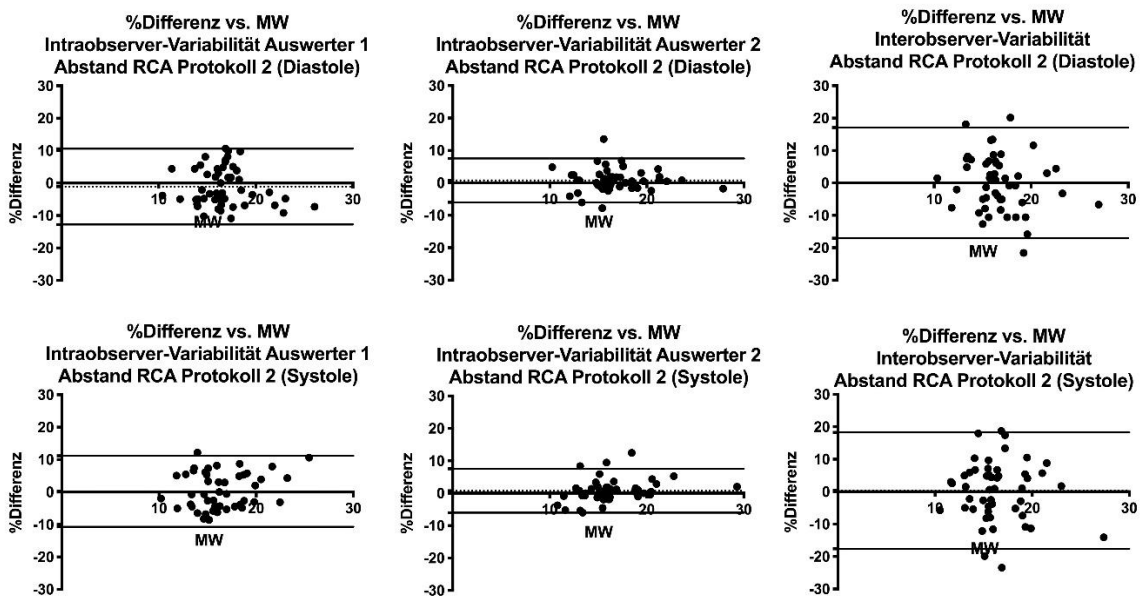 %Differenz vs. MW
Intraobserver-Variabilität Auswerter 1
Abstand RCA Protokoll 2 (Diastole)
30
20
10
0
-10
-20
-30
%Differenz
10
20
30
MW
%Differenz vs. MW
Intraobserver-Variabilität Auswerter 2
Abstand RCA Protokoll 2 (Diastole)
30
20
10
0
-10
-20
-30
%Differenz
10
20
30
MW
%Differenz vs. MW
Interobserver-Variabilität
Abstand RCA Protokoll 2 (Diastole)
30
20
10
0
-10
-20
-30
%Differenz
10
20
30
MW
%Differenz vs. MW
Intraobserver-Variabilität Auswerter 1
Abstand RCA Protokoll 2 (Systole)
30
20
10
0
-10
-20
-30
%Differenz
10
20
30
MW
%Differenz vs. MW
Intraobserver-Variabilität Auswerter 2
Abstand RCA Protokoll 2 (Systole)
30
20
10
0
-10
-20
-30
%Differenz
10
20
30
MW
%Differenz vs. MW
Interobserver-Variabilität
Abstand RCA Protokoll 2 (Systole)
30
20
10
0
-10
-20
-30
%Differenz
10
20
30
MW